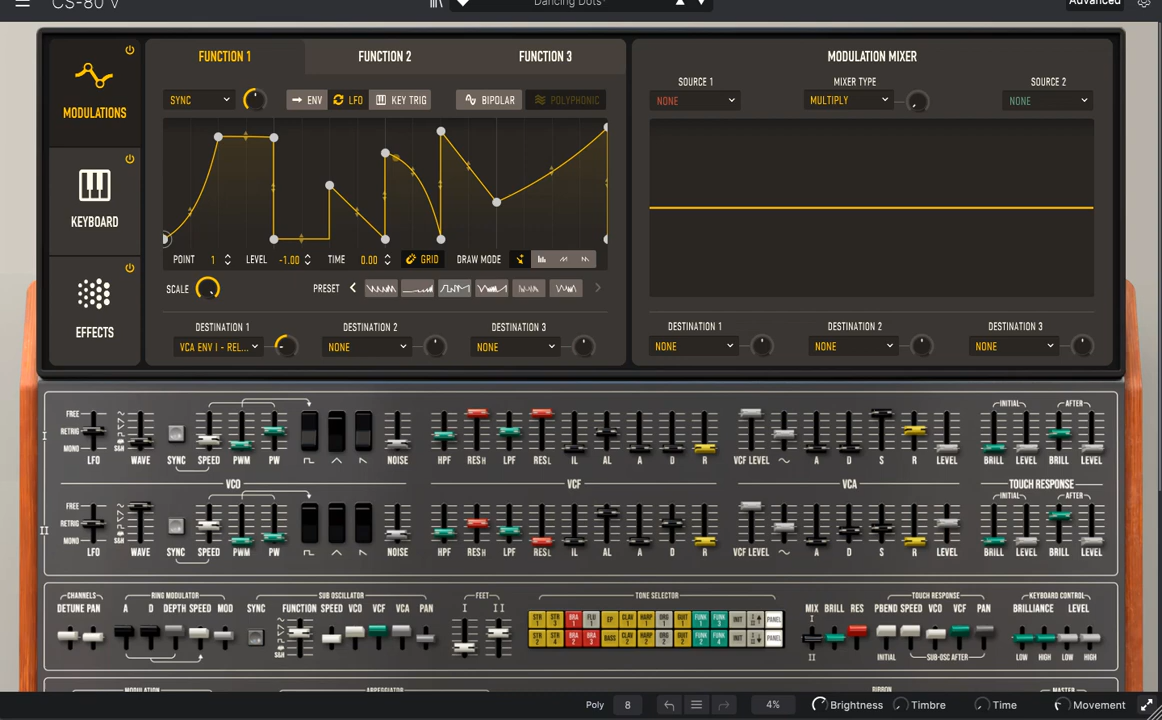 CS-80 V
Dancing Dots*
Advanced
MODULATIONS
KEYBOARD
EFFECTS
FUNCTION 1 FUNCTION 2 FUNCTION 3
SYNC ENV LFO KEY TRIG BIPOLAR POLYPHONIC
POINT 1 LEVEL -1.00 TIME 0.00 GRID DRAW MODE
SCALE PRESET
DESTINATION 1 DESTINATION 2 DESTINATION 3
VCA ENV I - REL... NONE NONE
MODULATION MIXER
SOURCE 1 MIXER TYPE SOURCE 2
NONE MULTIPLY NONE
DESTINATION 1 DESTINATION 2 DESTINATION 3
NONE NONE NONE
INITIAL AFTER
I
FREE
RETRIG
MONO
S&H
LFO WAVE SYNC SPEED PWM PW NOISE HPF RES H LPF RES L IL AL A D R VCF LEVEL A D S R LEVEL BRILL LEVEL BRILL LEVEL
VCO VCF VCA TOUCH RESPONSE
INITIAL AFTER
II
FREE
RETRIG
MONO
S&H
LFO WAVE SYNC SPEED PWM PW NOISE HPF RES H LPF RES L IL AL A D R VCF LEVEL A D S R LEVEL BRILL LEVEL BRILL LEVEL
CHANNELS RING MODULATOR SUB OSCILLATOR FEET TONE SELECTOR TOUCH RESPONSE KEYBOARD CONTROL
DETUNE PAN A D DEPTH SPEED MOD SYNC FUNCTION SPEED VCO VCF VCA PAN I II MIX BRILL RES PBEND SPEED VCO VCF PAN BRILLIANCE LEVEL
I
S&H
II
INITIAL SUB-OSC AFTER LOW HIGH LOW HIGH
MODULATION ARPEGGIATOR RIBBON MASTER
Poly 8 4% Brightness Timbre Time Movement